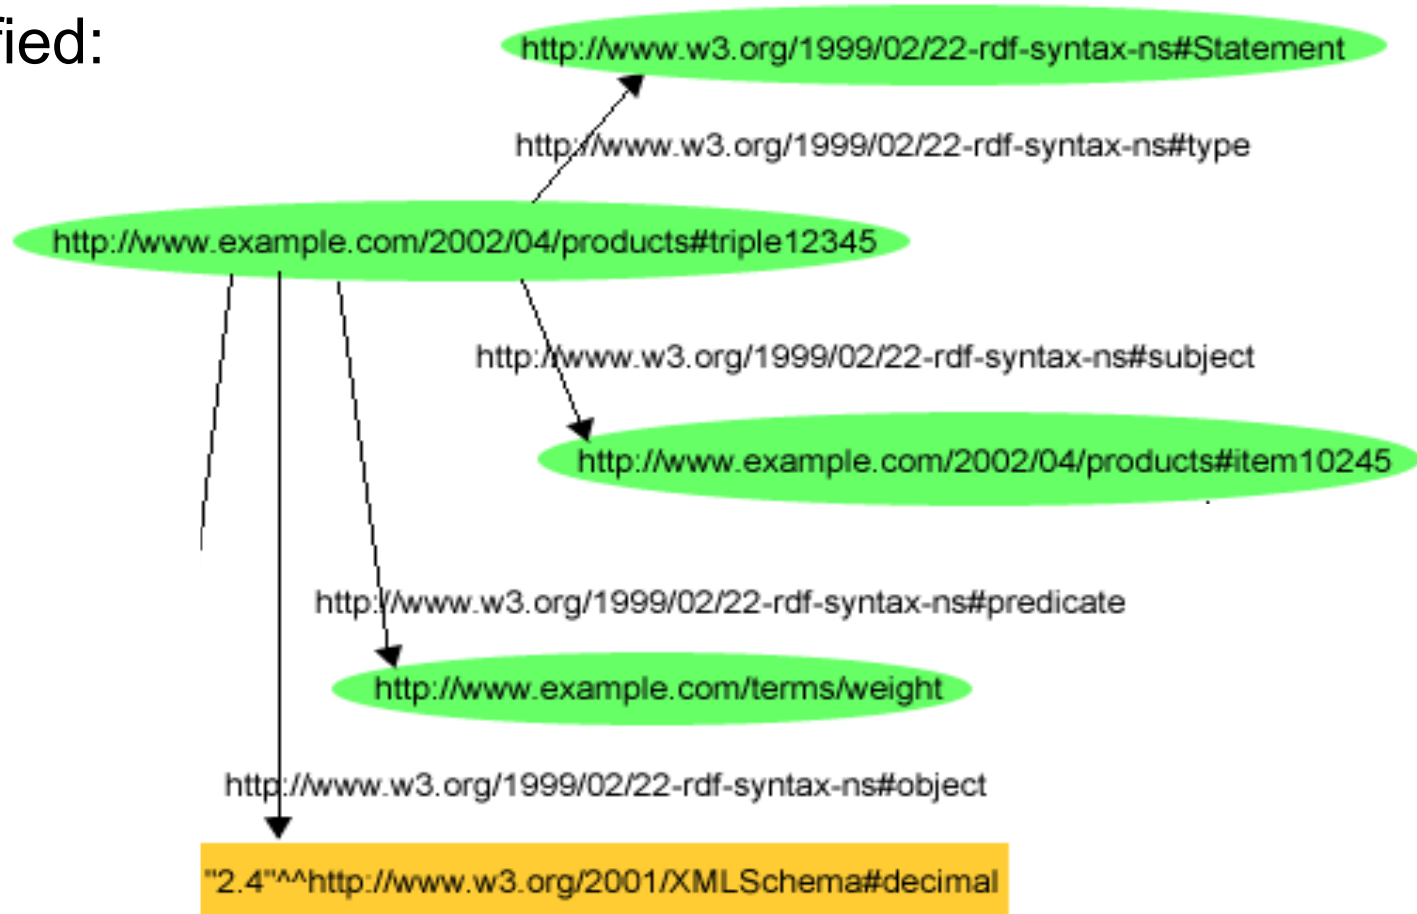 fied:
http://www.w3.org/1999/02/22-rdf-syntax-ns#Statement
http://www.w3.org/1999/02/22-rdf-syntax-ns#type
http://www.example.com/2002/04/products#triple12345
http://www.w3.org/1999/02/22-rdf-syntax-ns#subject
http://www.example.com/2002/04/products#item10245
http://www.w3.org/1999/02/22-rdf-syntax-ns#predicate
http://www.example.com/terms/weight
http://www.w3.org/1999/02/22-rdf-syntax-ns#object
"2.4"^^http://www.w3.org/2001/XMLSchema#decimal